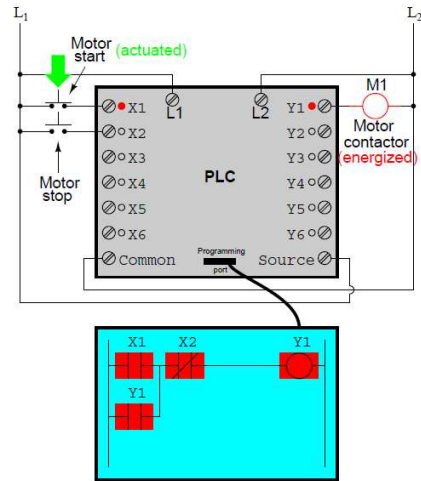 L1 L2
Motor
start (actuated)
L1 L2 M1
X1 Y1
Motor
contactor
(energized)
X2 Y2
X3 Y3
Motor
stop
PLC
X4 Y4
X5 Y5
X6 Y6
Common Programming
port Source
X1 X2 Y1
Y1